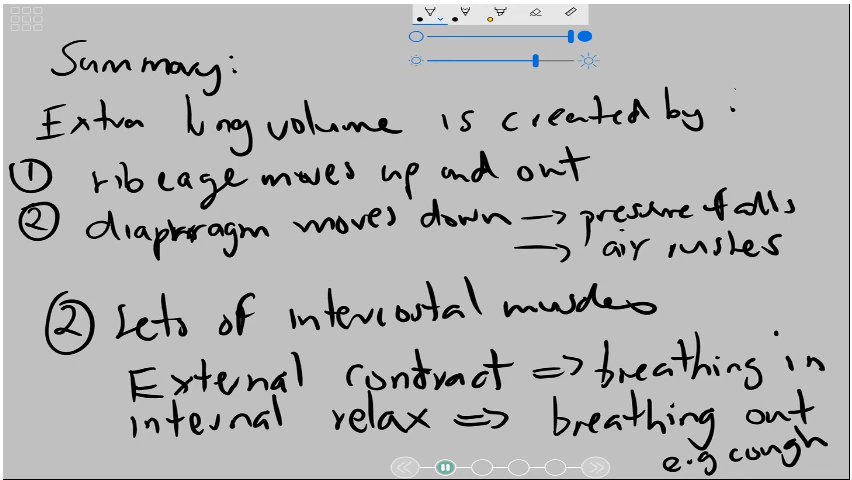 Summary:
Extra lung volume is created by:
① ribcage moves up and out
② diaphragm moves down → pressure falls
→ air rushes
② sets of intercostal muscles
External contract => breathing in
internal relax => breathing out
e.g cough